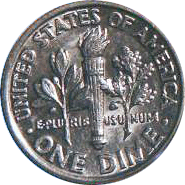 UNITED STATES OF AMERICA
E·PLURIBUS UNUM
ONE DIME